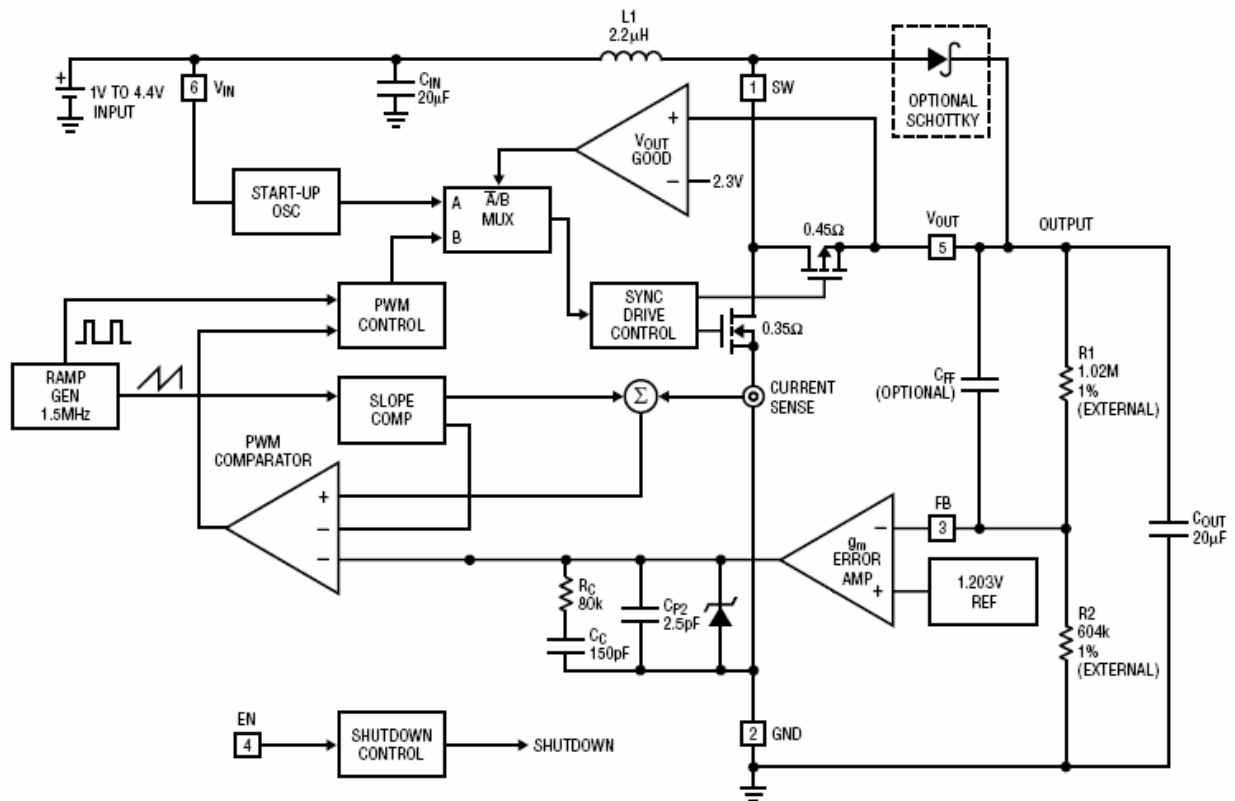 L1
2.2µH
+
1V TO 4.4V
INPUT
6
VIN
CIN
20µF
1
SW
OPTIONAL
SCHOTTKY
+
VOUT
GOOD
–
2.3V
START-UP
OSC
A
A̅/B
MUX
B
0.45Ω
VOUT
5
OUTPUT
PWM
CONTROL
SYNC
DRIVE
CONTROL
0.35Ω
RAMP
GEN
1.5MHz
SLOPE
COMP
Σ
CURRENT
SENSE
CFF
(OPTIONAL)
R1
1.02M
1%
(EXTERNAL)
PWM
COMPARATOR
+
–
–
RC
80k
CC
150pF
CP2
2.5pF
gm
ERROR
AMP
–
+
FB
3
1.203V
REF
COUT
20µF
R2
604k
1%
(EXTERNAL)
EN
4
SHUTDOWN
CONTROL
SHUTDOWN
2
GND